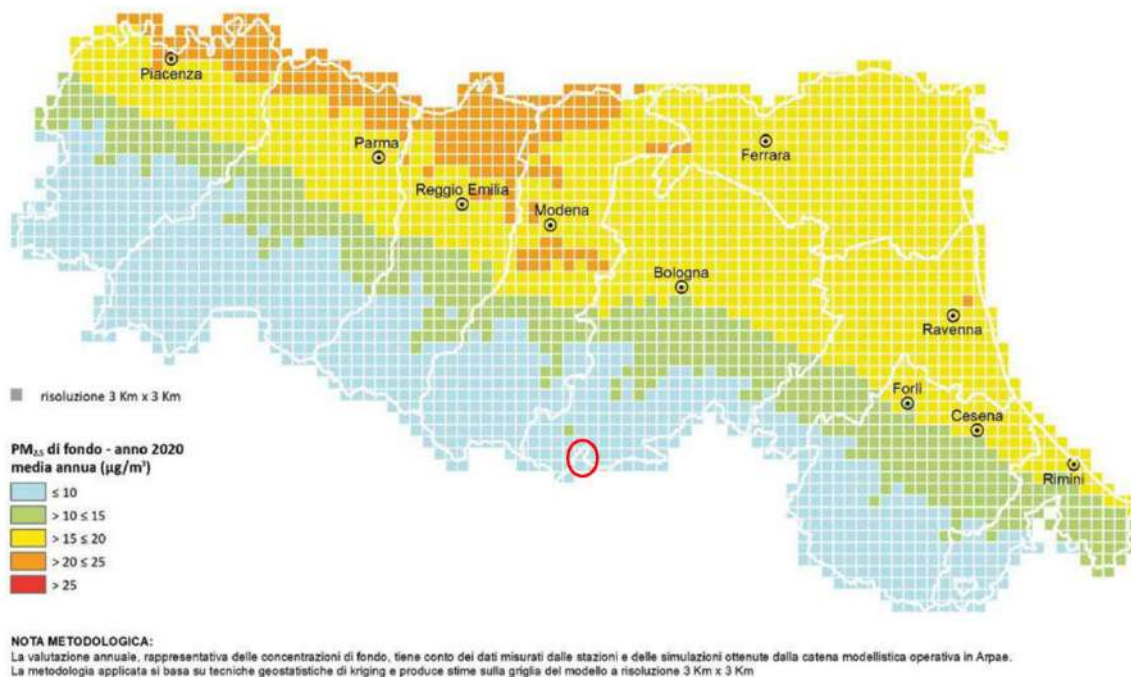 Piacenza
Parma
Ferrara
Reggio Emilia
Modena
Bologna
Ravenna
Forlì
Cesena
Rimini
risoluzione 3 Km x 3 Km
PM2.5 di fondo - anno 2020
media annua (µg/m³)
≤ 10
> 10 ≤ 15
> 15 ≤ 20
> 20 ≤ 25
> 25
NOTA METODOLOGICA:
La valutazione annuale, rappresentativa delle concentrazioni di fondo, tiene conto dei dati misurati dalle stazioni e delle simulazioni ottenute dalla catena modellistica operativa in Arpae.
La metodologia applicata si basa su tecniche geostatistiche di kriging e produce stime sulla griglia del modello a risoluzione 3 Km x 3 Km